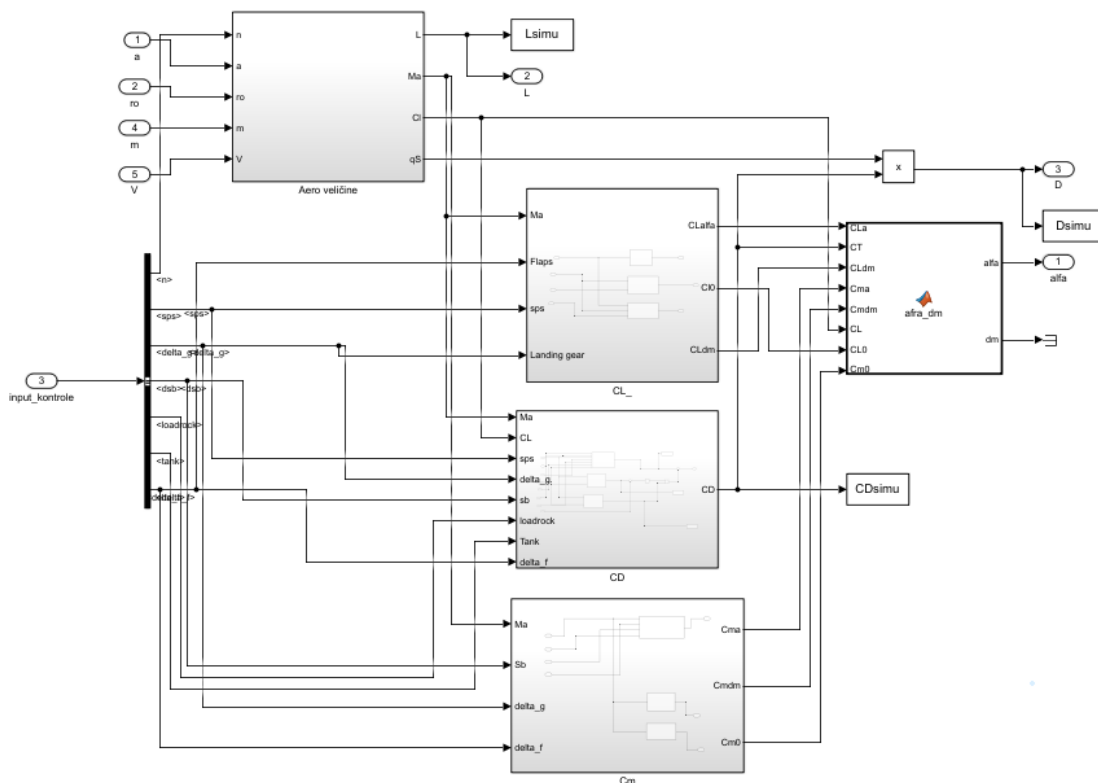 1
a
2
ro
4
m
5
V
n
a
ro
m
V
L
Ma
Cl
qS
Aero veličine
Lsimu
2
L
x
3
D
Dsimu
3
input_kontrole
<n>
<sps>
<sps>
<delta_g>
<delta_g>
<dsb>
<dsb>
<loadrock>
<tank>
Ma
Flaps
sps
Landing gear
CLalfa
Cl0
CLdm
CL_
CLa
CT
CLdm
Cma
Cmdm
CL
CL0
Cm0
afra_dm
alfa
dm
1
alfa
Ma
CL
sps
delta_g
sb
loadrock
Tank
delta_f
CD
CD
CDsimu
Ma
Sb
delta_g
delta_f
Cma
Cmdm
Cm0
Cm